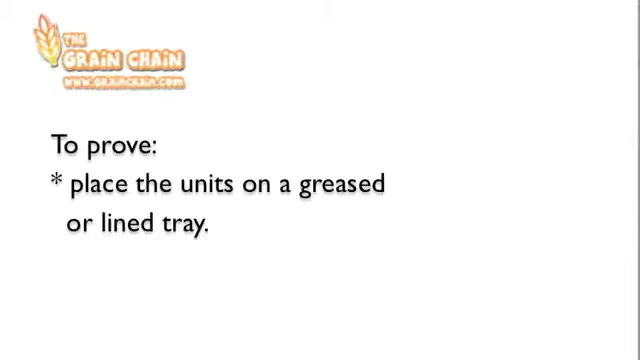 THE
GRAIN CHAIN
www.grainchain.com
To prove:
* place the units on a greased
or lined tray.